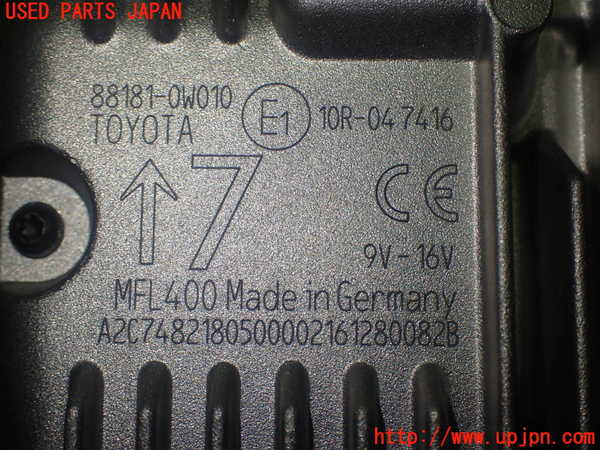 USED PARTS JAPAN
88181-0W010
TOYOTA
E1
10R-047416
↑7
CE
9V-16V
MFL400 Made in Germany
A2C7482180500002161280082B
http://www.upjpn.com